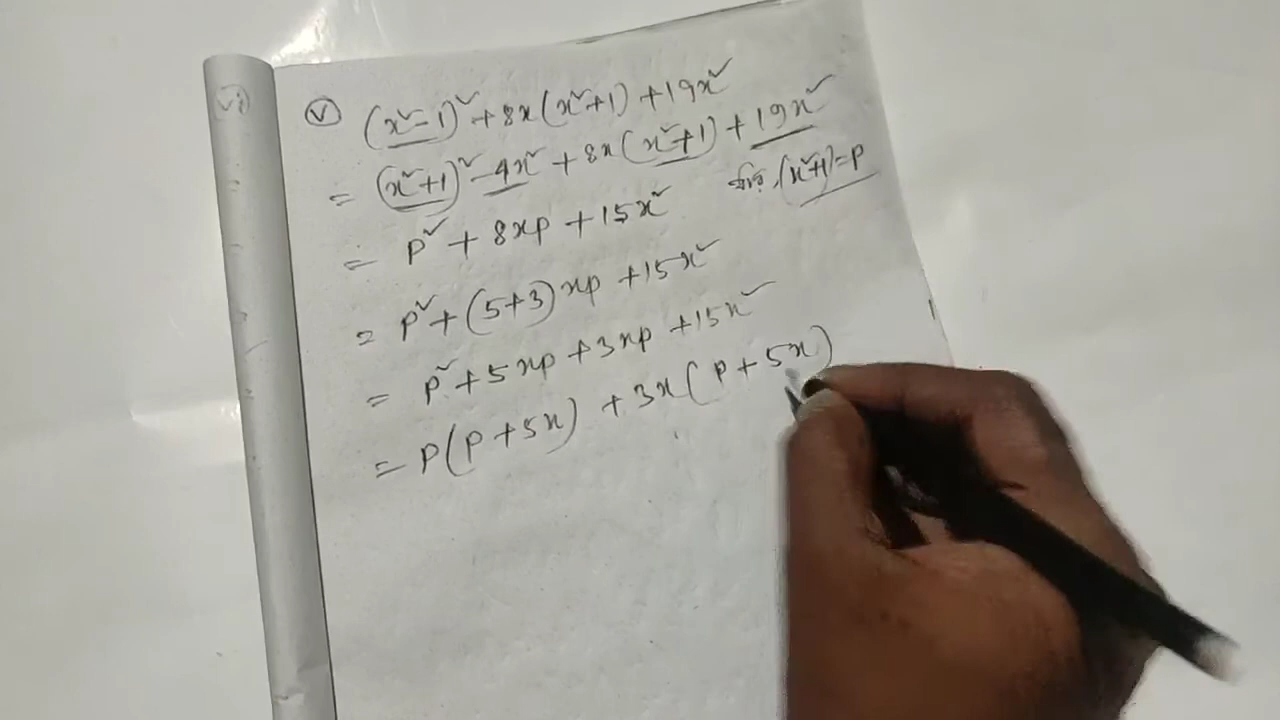 vi
(v) (x²-1)² + 8x(x²+1) + 19x²
= (x²+1)² - 4x² + 8x(x²+1) + 19x²
ধরি, (x²+1) = P
= P² + 8xp + 15x²
= P² + (5+3)xp + 15x²
= P² + 5xp + 3xp + 15x²
= P(P + 5x) + 3x(P + 5x)